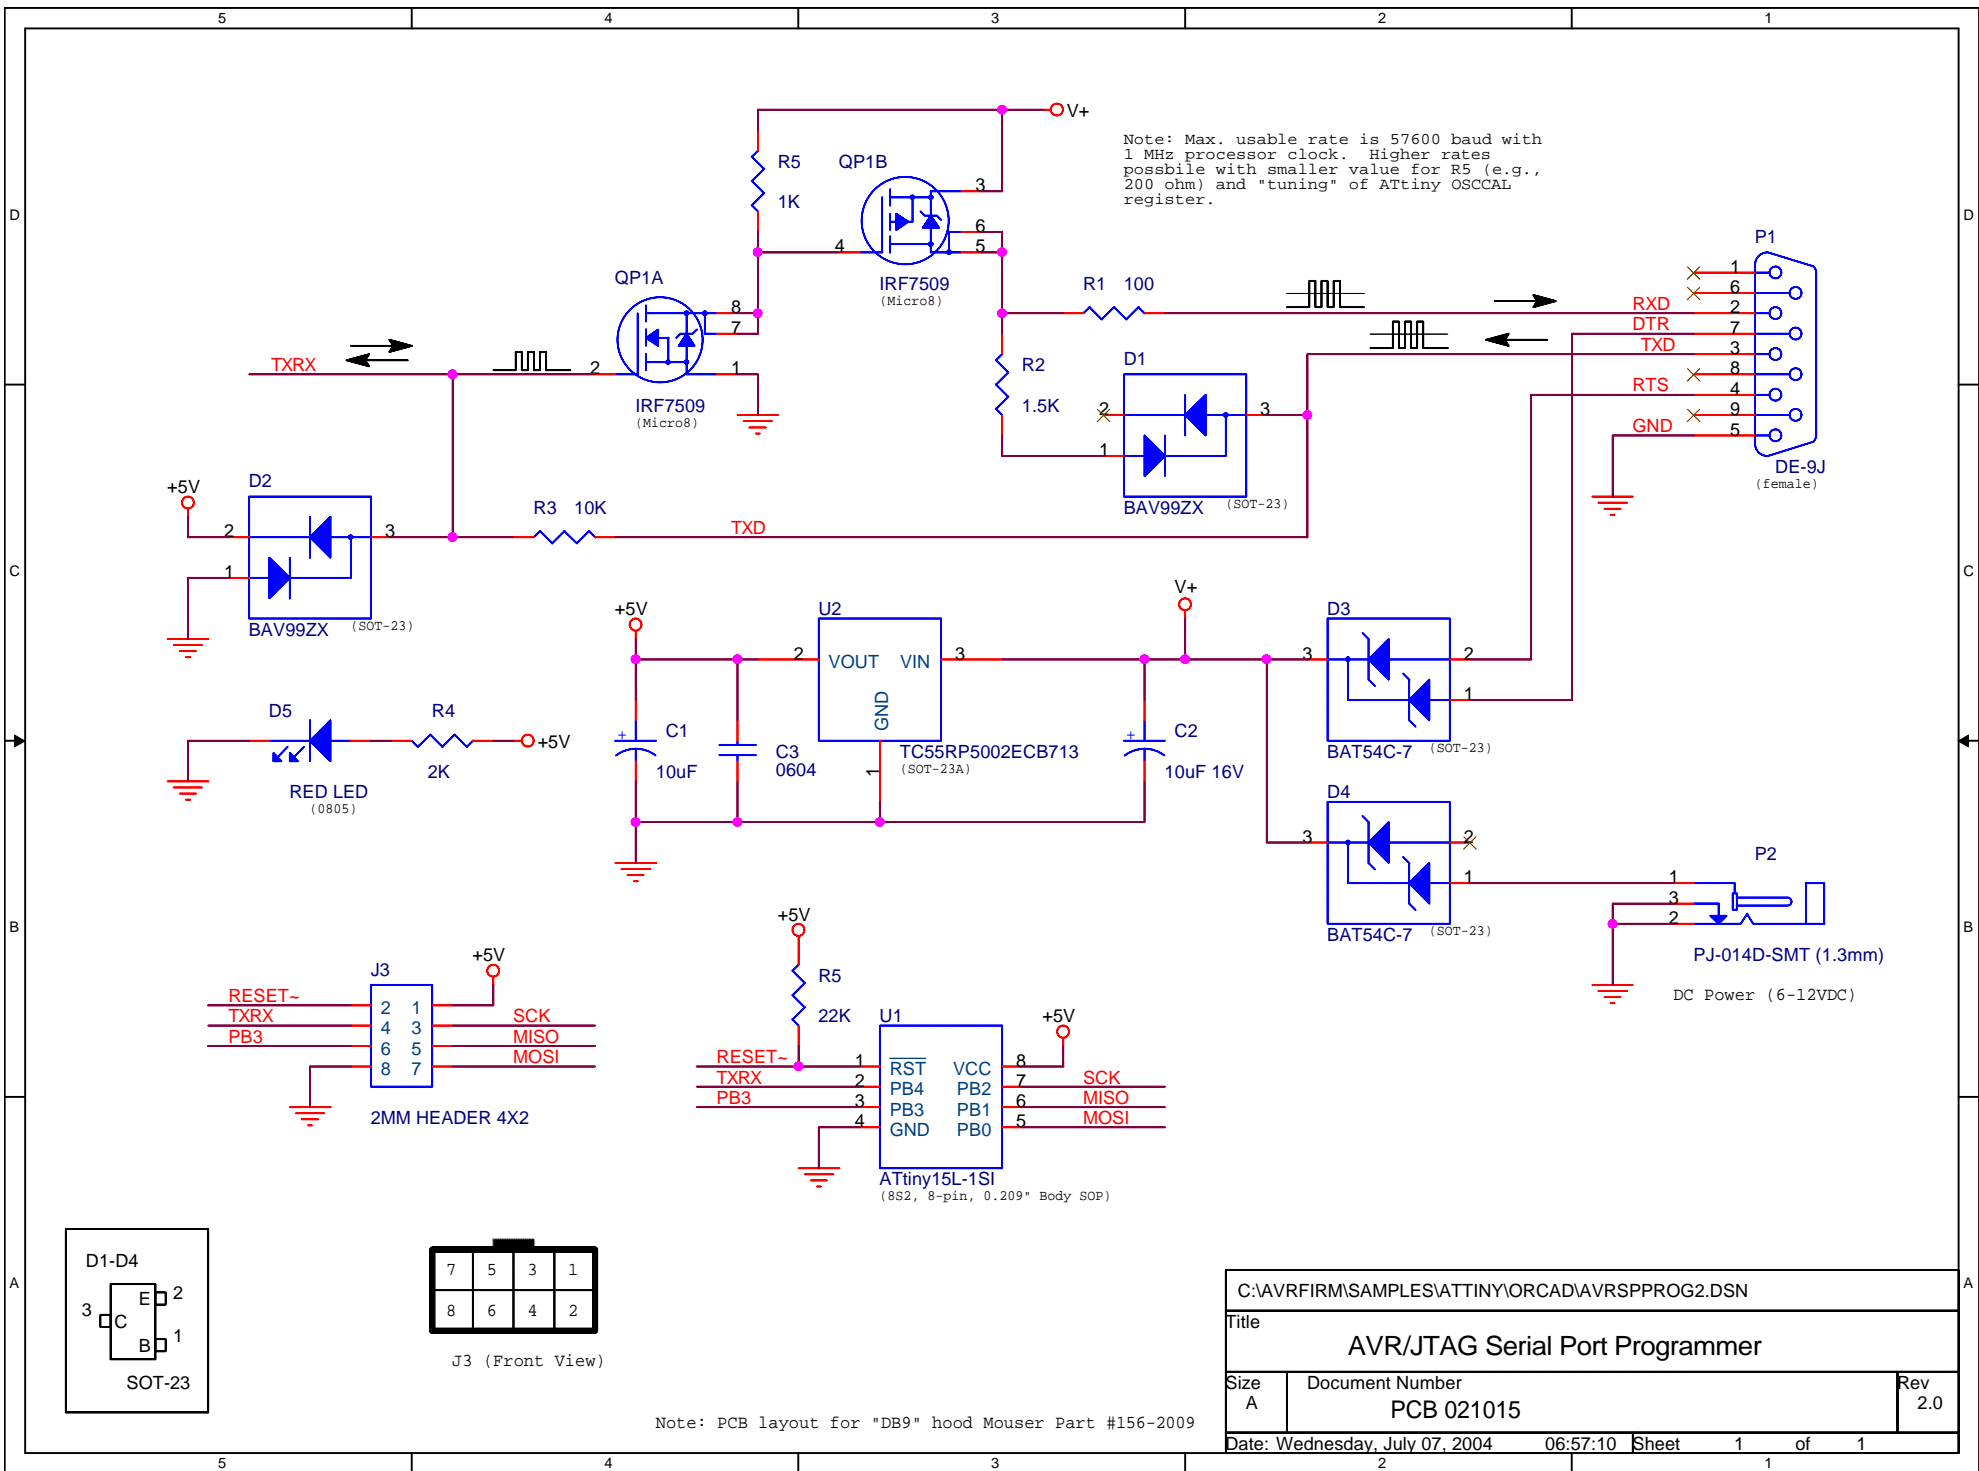 5 4 3 2 1
D
D
V+
Note: Max. usable rate is 57600 baud with
1 MHz processor clock. Higher rates
possbile with smaller value for R5 (e.g.,
200 ohm) and "tuning" of ATtiny OSCCAL
register.
R5
1K
QP1B
3
6
5
4
IRF7509
(Micro8)
QP1A
8
7
2
1
IRF7509
(Micro8)
TXRX
R1 100
R2
1.5K
D1
2
3
1
BAV99ZX (SOT-23)
P1
1
6
RXD 2
DTR 7
TXD 3
8
RTS 4
9
GND 5
DE-9J
(female)
+5V
D2
2
3
1
BAV99ZX (SOT-23)
R3 10K
TXD
C
C
+5V
U2
2 VOUT VIN 3
GND
1
TC55RP5002ECB713
(SOT-23A)
C1
10uF
C3
0604
V+
C2
10uF 16V
D3
3
2
1
BAT54C-7 (SOT-23)
D4
3
2
1
BAT54C-7 (SOT-23)
D5
RED LED
(0805)
R4
2K
+5V
P2
1
3
2
PJ-014D-SMT (1.3mm)
DC Power (6-12VDC)
B
B
J3
+5V
RESET~ 2 1
TXRX 4 3 SCK
PB3 6 5 MISO
8 7 MOSI
2MM HEADER 4X2
+5V
R5
22K
U1
+5V
RESET~ 1 RST VCC 8
TXRX 2 PB4 PB2 7 SCK
PB3 3 PB3 PB1 6 MISO
4 GND PB0 5 MOSI
ATtiny15L-1SI
(8S2, 8-pin, 0.209" Body SOP)
A
A
D1-D4
3 C E 2
B 1
SOT-23
7 5 3 1
8 6 4 2
J3 (Front View)
Note: PCB layout for "DB9" hood Mouser Part #156-2009
C:\AVRFIRM\SAMPLES\ATTINY\ORCAD\AVRSPPROG2.DSN
Title
AVR/JTAG Serial Port Programmer
Size
A
Document Number
PCB 021015
Rev
2.0
Date: Wednesday, July 07, 2004 06:57:10 Sheet 1 of 1
5 4 3 2 1